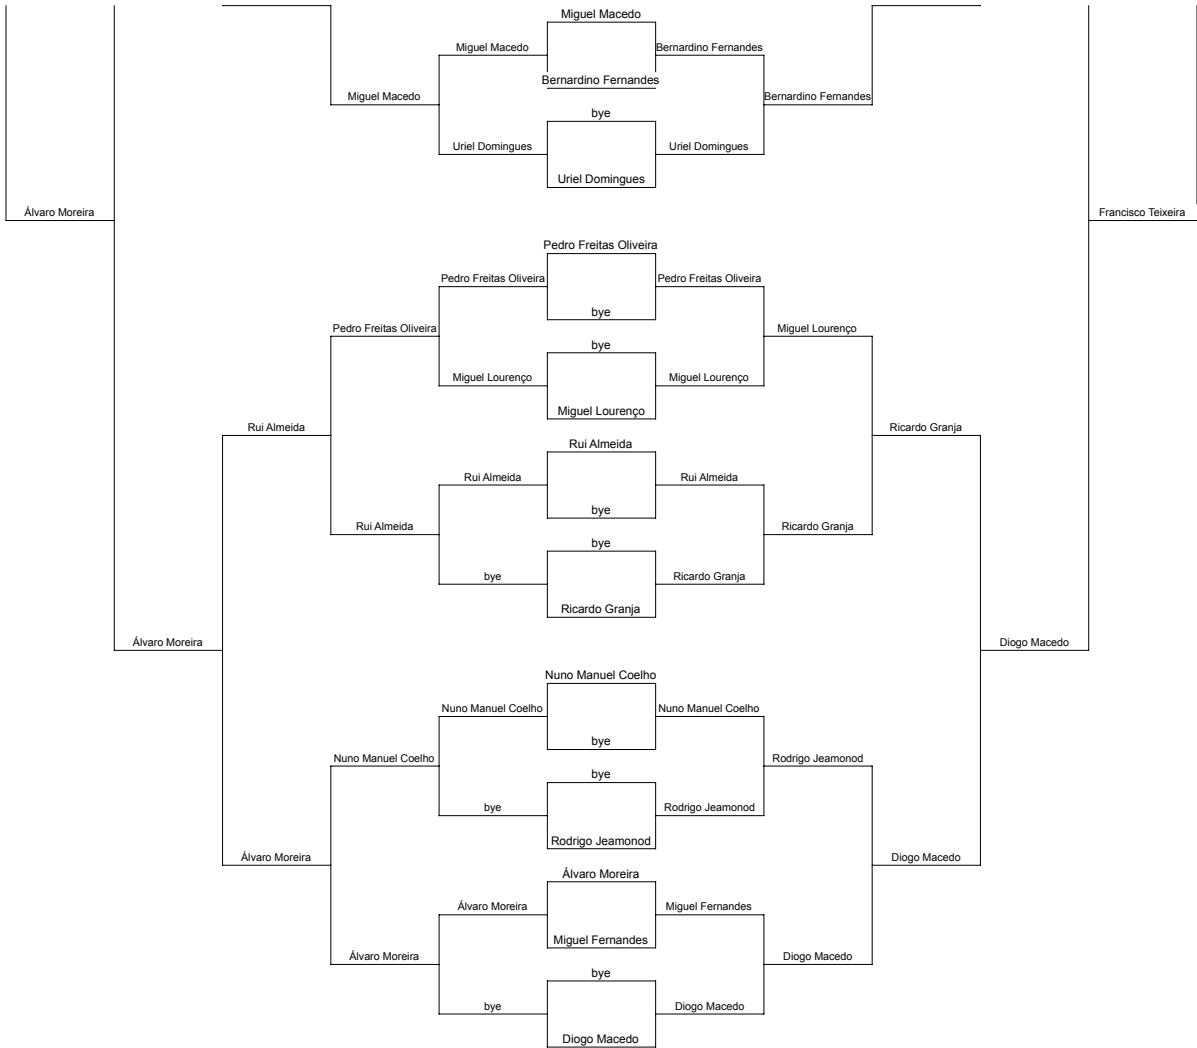 Miguel Macedo
Miguel Macedo Bernardino Fernandes
Bernardino Fernandes
Miguel Macedo Bernardino Fernandes
bye
Uriel Domingues Uriel Domingues
Uriel Domingues
Álvaro Moreira Francisco Teixeira
Pedro Freitas Oliveira
Pedro Freitas Oliveira Pedro Freitas Oliveira
bye
Pedro Freitas Oliveira Miguel Lourenço
bye
Miguel Lourenço Miguel Lourenço
Miguel Lourenço
Rui Almeida Ricardo Granja
Rui Almeida
Rui Almeida Rui Almeida
bye
Rui Almeida Ricardo Granja
bye
bye Ricardo Granja
Ricardo Granja
Álvaro Moreira Diogo Macedo
Nuno Manuel Coelho
Nuno Manuel Coelho Nuno Manuel Coelho
bye
Nuno Manuel Coelho Rodrigo Jeamonod
bye
bye Rodrigo Jeamonod
Rodrigo Jeamonod
Álvaro Moreira Diogo Macedo
Álvaro Moreira
Álvaro Moreira Miguel Fernandes
Miguel Fernandes
Álvaro Moreira Diogo Macedo
bye
bye Diogo Macedo
Diogo Macedo